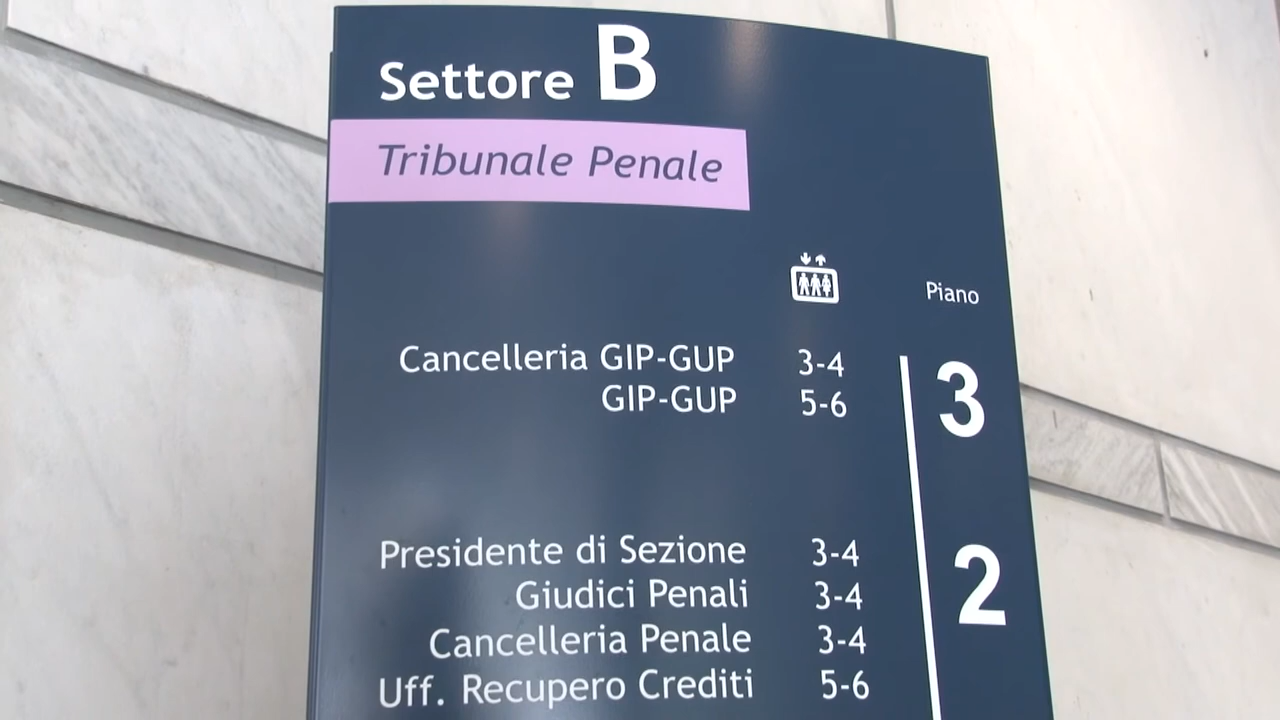 Settore B
Tribunale Penale
Piano
Cancelleria GIP-GUP 3-4
GIP-GUP 5-6
3
Presidente di Sezione 3-4
Giudici Penali 3-4
2
Cancelleria Penale 3-4
Uff. Recupero Crediti 5-6